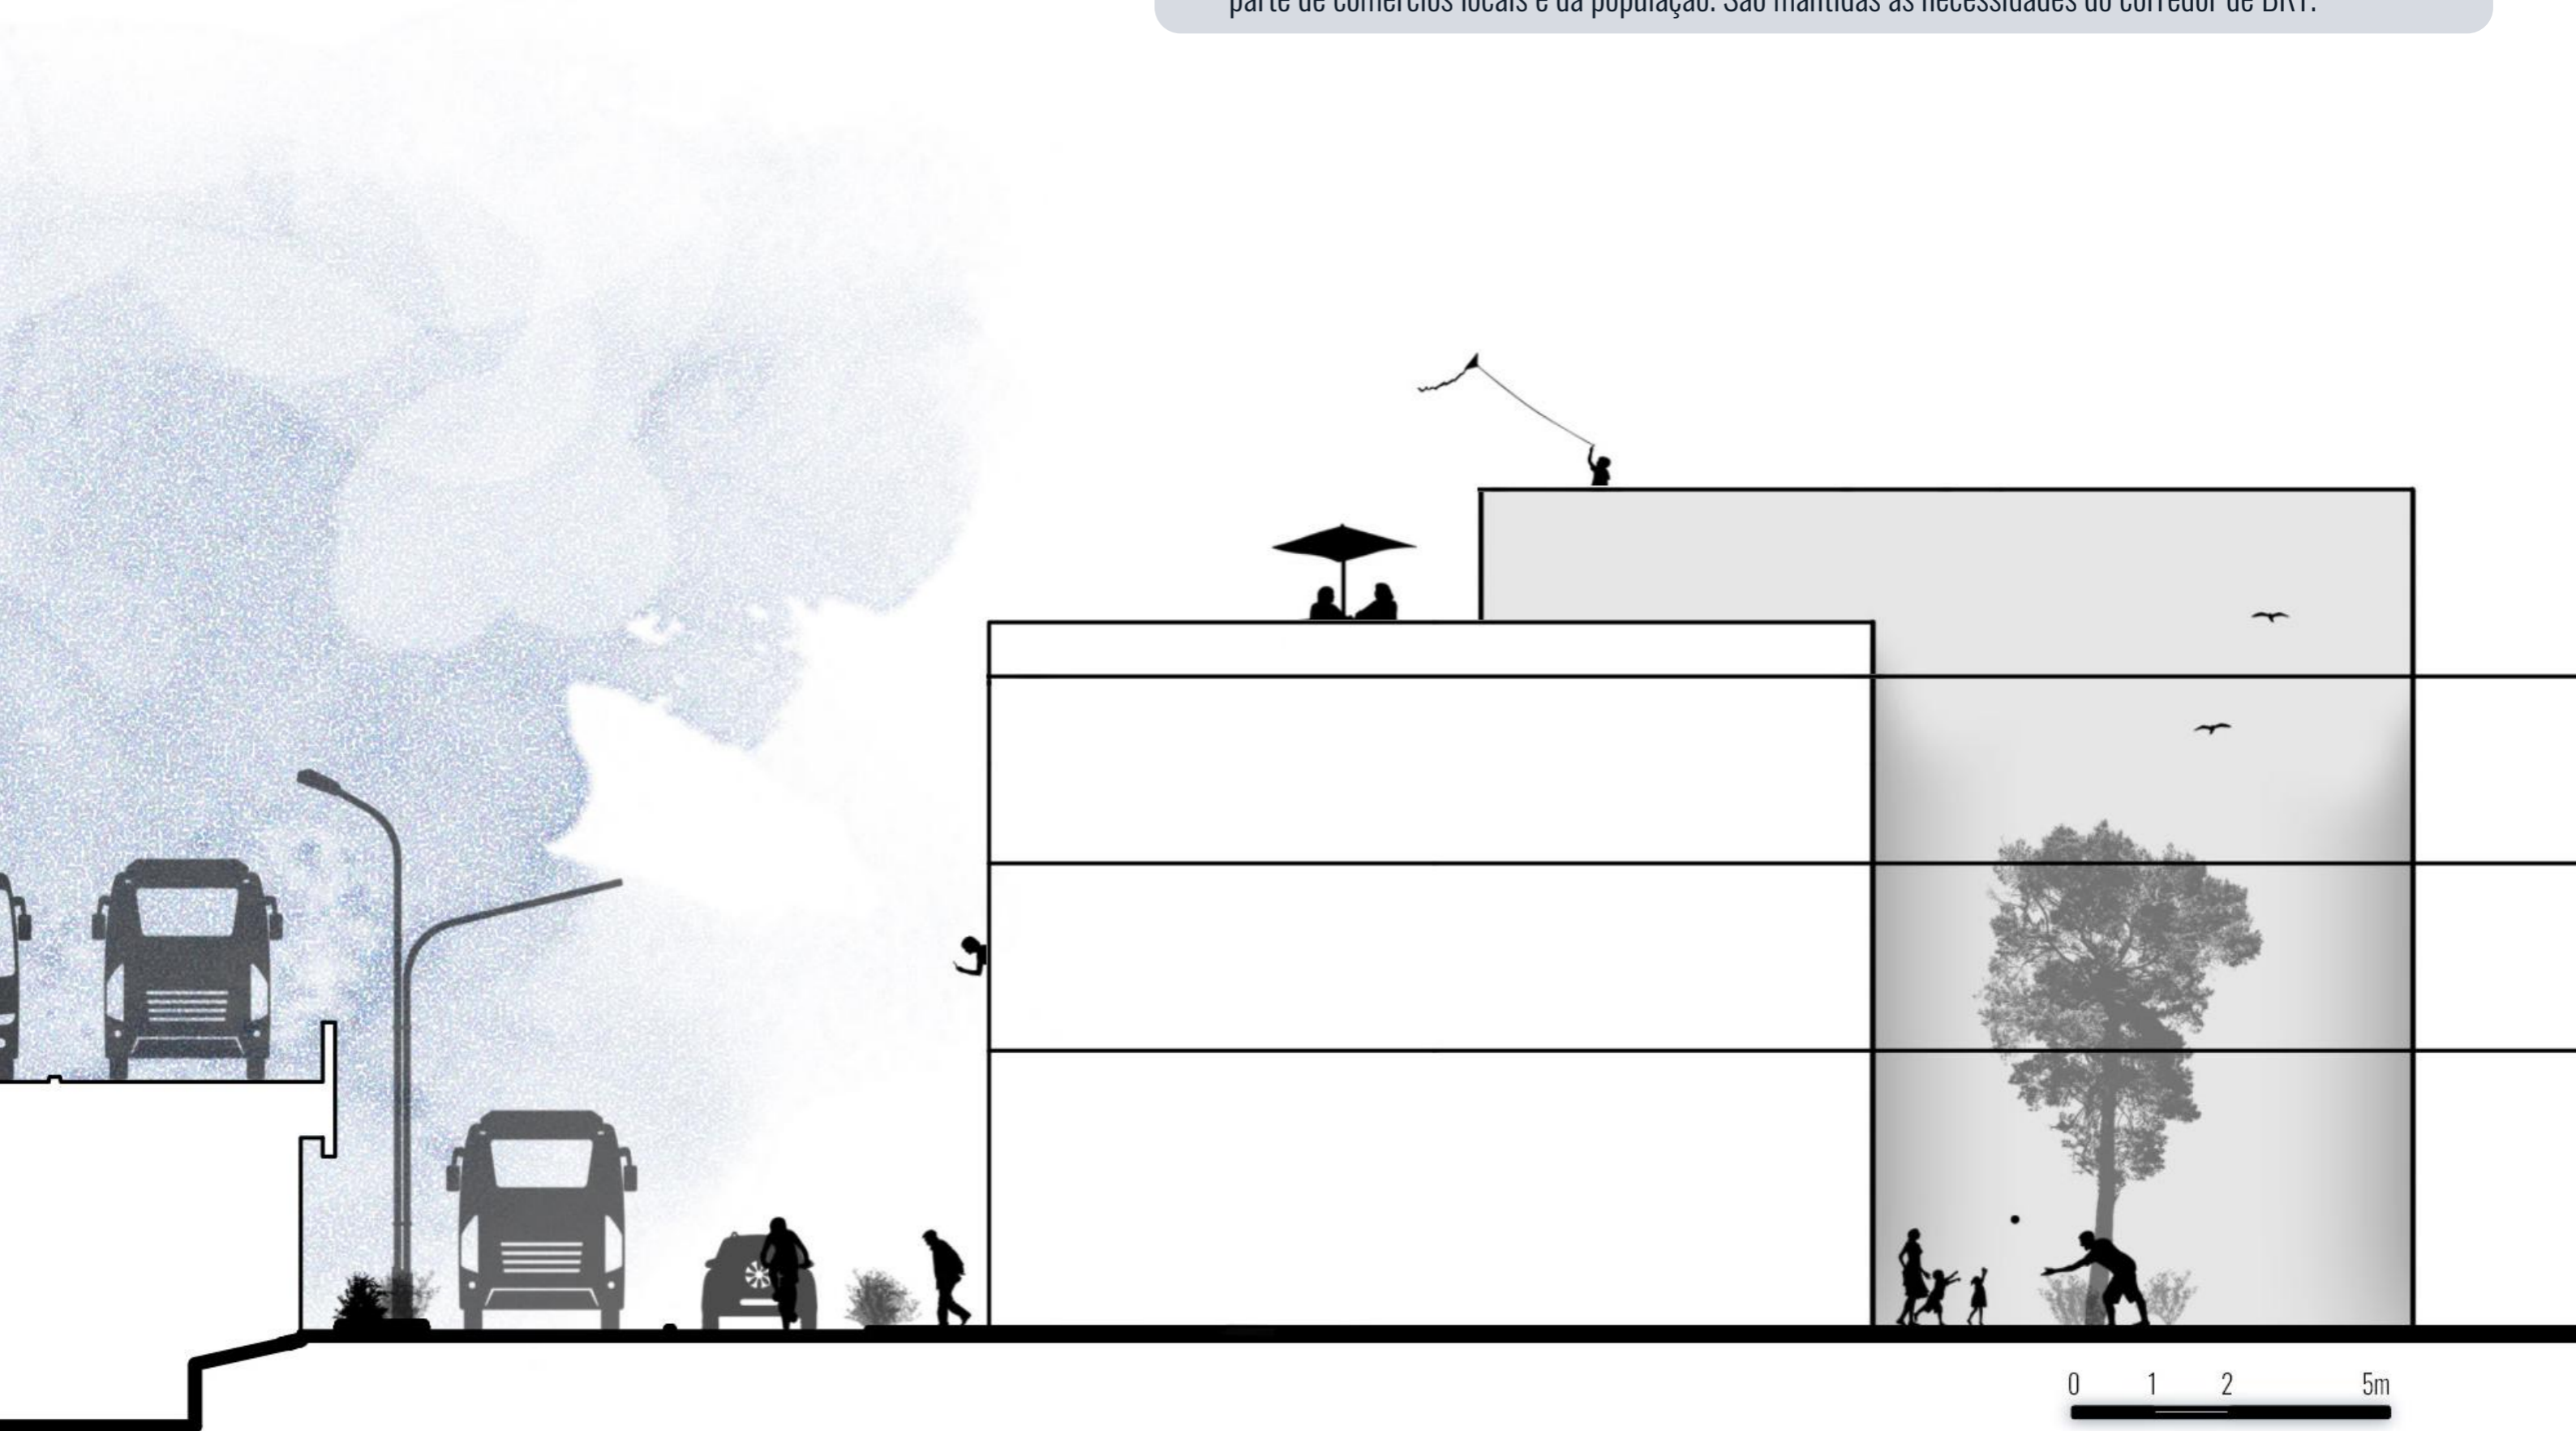 parte de comércios locais e da população. São mantidas as necessidades do corredor de BRT.
0 1 2 5m